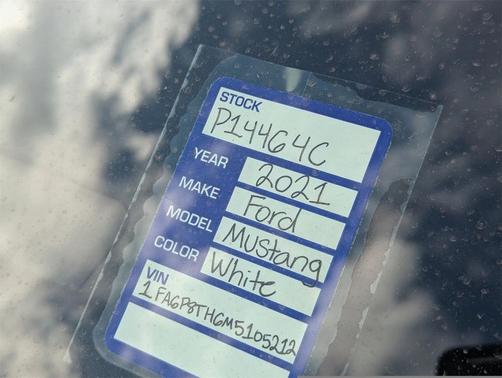 STOCK
P14464C
YEAR 2021
MAKE Ford
MODEL Mustang
COLOR White
VIN
1FA6P8TH6M5105212